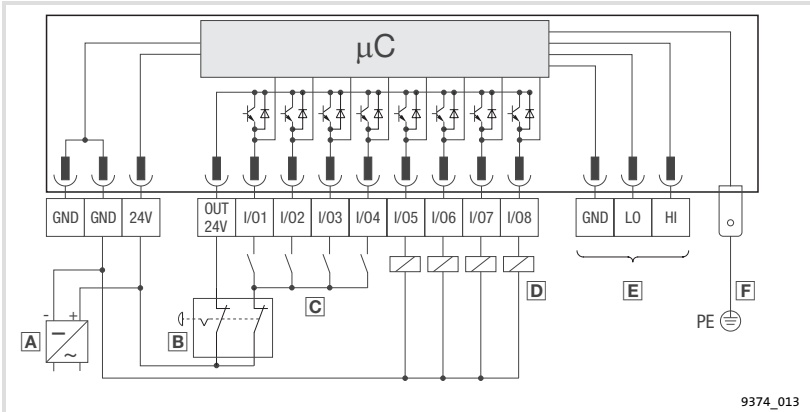 μC
GND GND 24V OUT 24V I/O1 I/O2 I/O3 I/O4 I/O5 I/O6 I/O7 I/O8 GND LO HI
- +
A
B
C
D
E
F
PE
9374_013